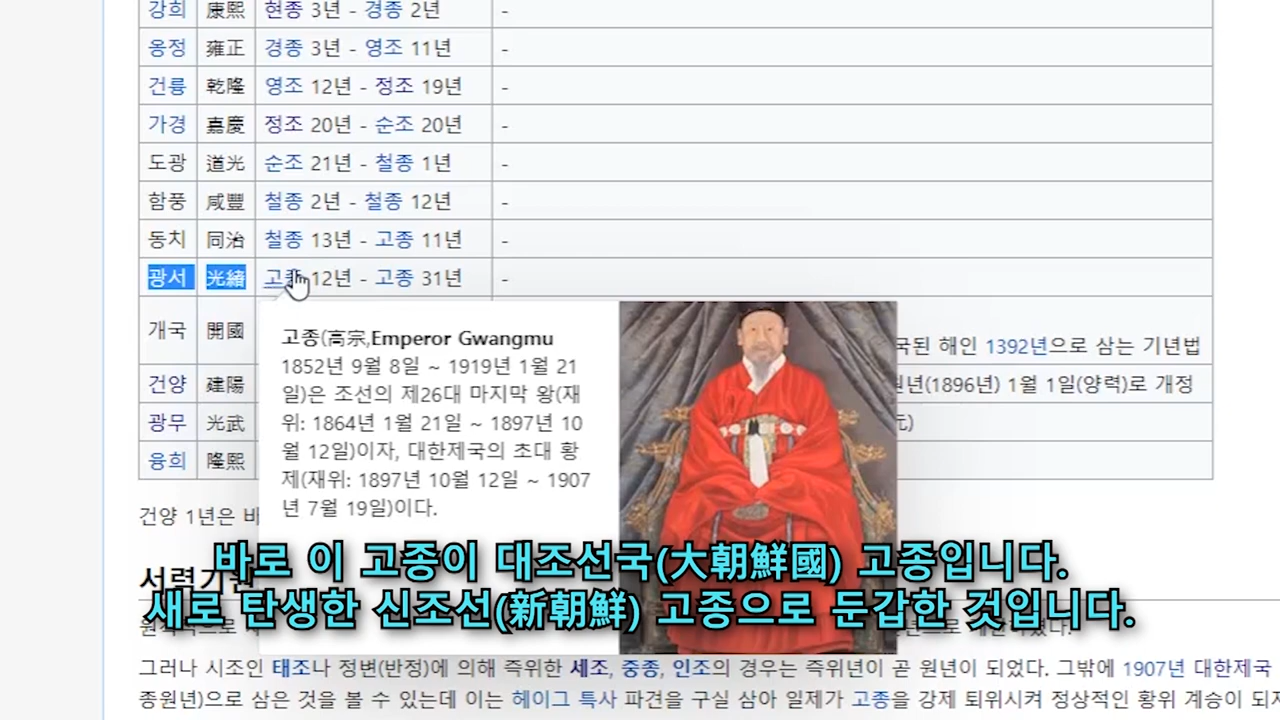 강희 康熙 현종 3년 - 경종 2년 -
옹정 雍正 경종 3년 - 영조 11년 -
건륭 乾隆 영조 12년 - 정조 19년 -
가경 嘉慶 정조 20년 - 순조 20년 -
도광 道光 순조 21년 - 철종 1년 -
함풍 咸豐 철종 2년 - 철종 12년 -
동치 同治 철종 13년 - 고종 11년 -
광서 光緖 고종 12년 - 고종 31년 -
개국 開國
국된 해인 1392년으로 삼는 기년법
건양 建陽
원년(1896년) 1월 1일(양력)로 개정
광무 光武
元)
융희 隆熙
고종(高宗,Emperor Gwangmu
1852년 9월 8일 ~ 1919년 1월 21
일)은 조선의 제26대 마지막 왕(재
위: 1864년 1월 21일 ~ 1897년 10
월 12일)이자, 대한제국의 초대 황
제(재위: 1897년 10월 12일 ~ 1907
년 7월 19일)이다.
건양 1년은
바로 이 고종이 대조선국(大朝鮮國) 고종입니다.
서력기원
새로 탄생한 신조선(新朝鮮) 고종으로 둔갑한 것입니다.
그러나 시조인 태조나 정변(반정)에 의해 즉위한 세조, 중종, 인조의 경우는 즉위년이 곧 원년이 되었다. 그밖에 1907년 대한제국
종원년)으로 삼은 것을 볼 수 있는데 이는 헤이그 특사 파견을 구실 삼아 일제가 고종을 강제 퇴위시켜 정상적인 황위 계승이 되지